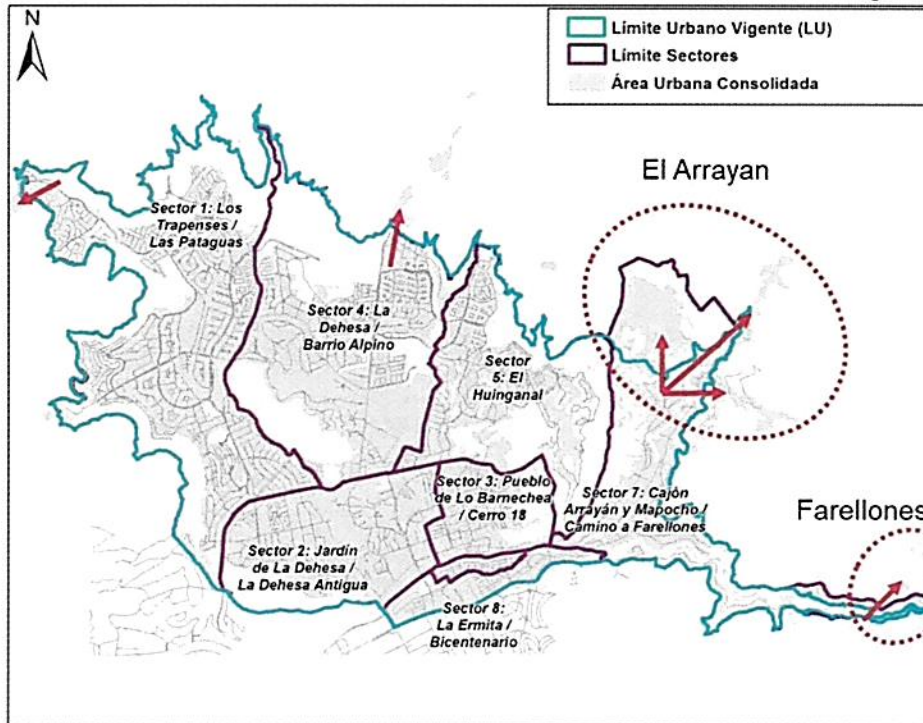 N
Límite Urbano Vigente (LU)
Límite Sectores
Área Urbana Consolidada
El Arrayan
Sector 1: Los
Trapenses /
Las Pataguas
Sector 4: La
Dehesa /
Barrio Alpino
Sector
5: El
Huinganal
Sector 3: Pueblo
de Lo Barnechea
/ Cerro 18
Sector 7: Cajón
Arrayán y Mapocho /
Camino a Farellones
Farellones
Sector 2: Jardín
de La Dehesa /
La Dehesa Antigua
Sector 8:
La Ermita /
Bicentenario